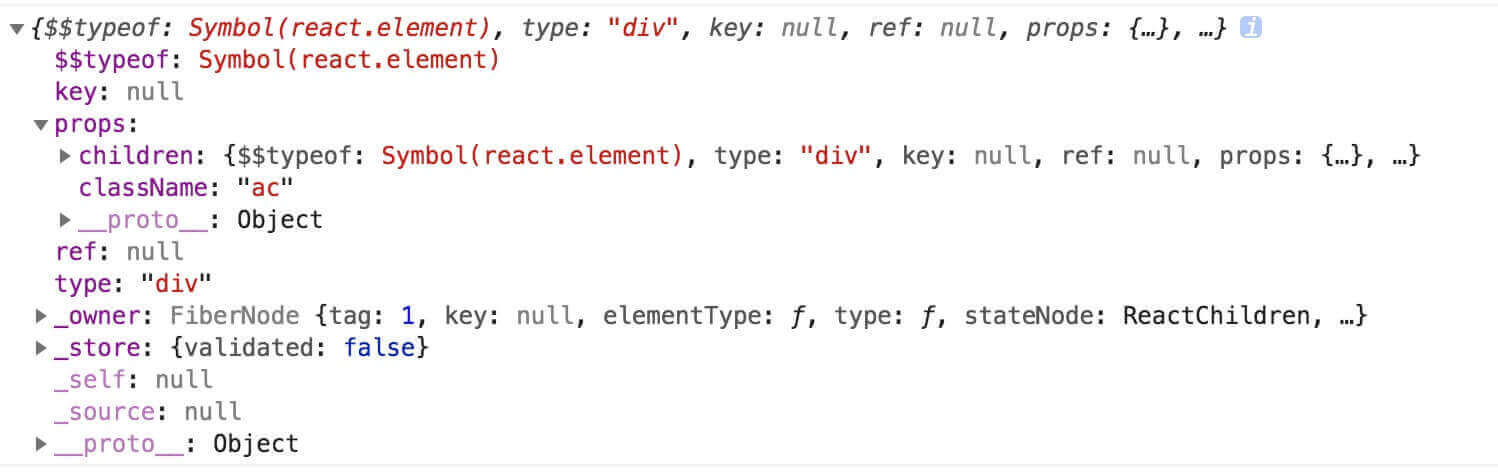 ▼{$$typeof: Symbol(react.element), type: "div", key: null, ref: null, props: {…}, …} i
$$typeof: Symbol(react.element)
key: null
▼props:
▶children: {$$typeof: Symbol(react.element), type: "div", key: null, ref: null, props: {…}, …}
className: "ac"
▶__proto__: Object
ref: null
type: "div"
▶_owner: FiberNode {tag: 1, key: null, elementType: ƒ, type: ƒ, stateNode: ReactChildren, …}
▶_store: {validated: false}
_self: null
_source: null
▶__proto__: Object